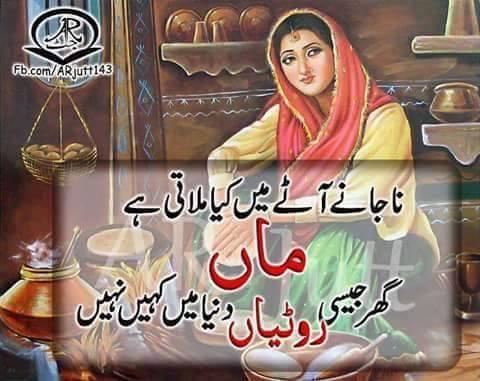 AR
Fb.com/ARjutt143
نا جانے آٹے میں کیا ملاتی ہے
ماں
گھر جیسی روٹیاں دنیا میں کہیں نہیں
ARjutt